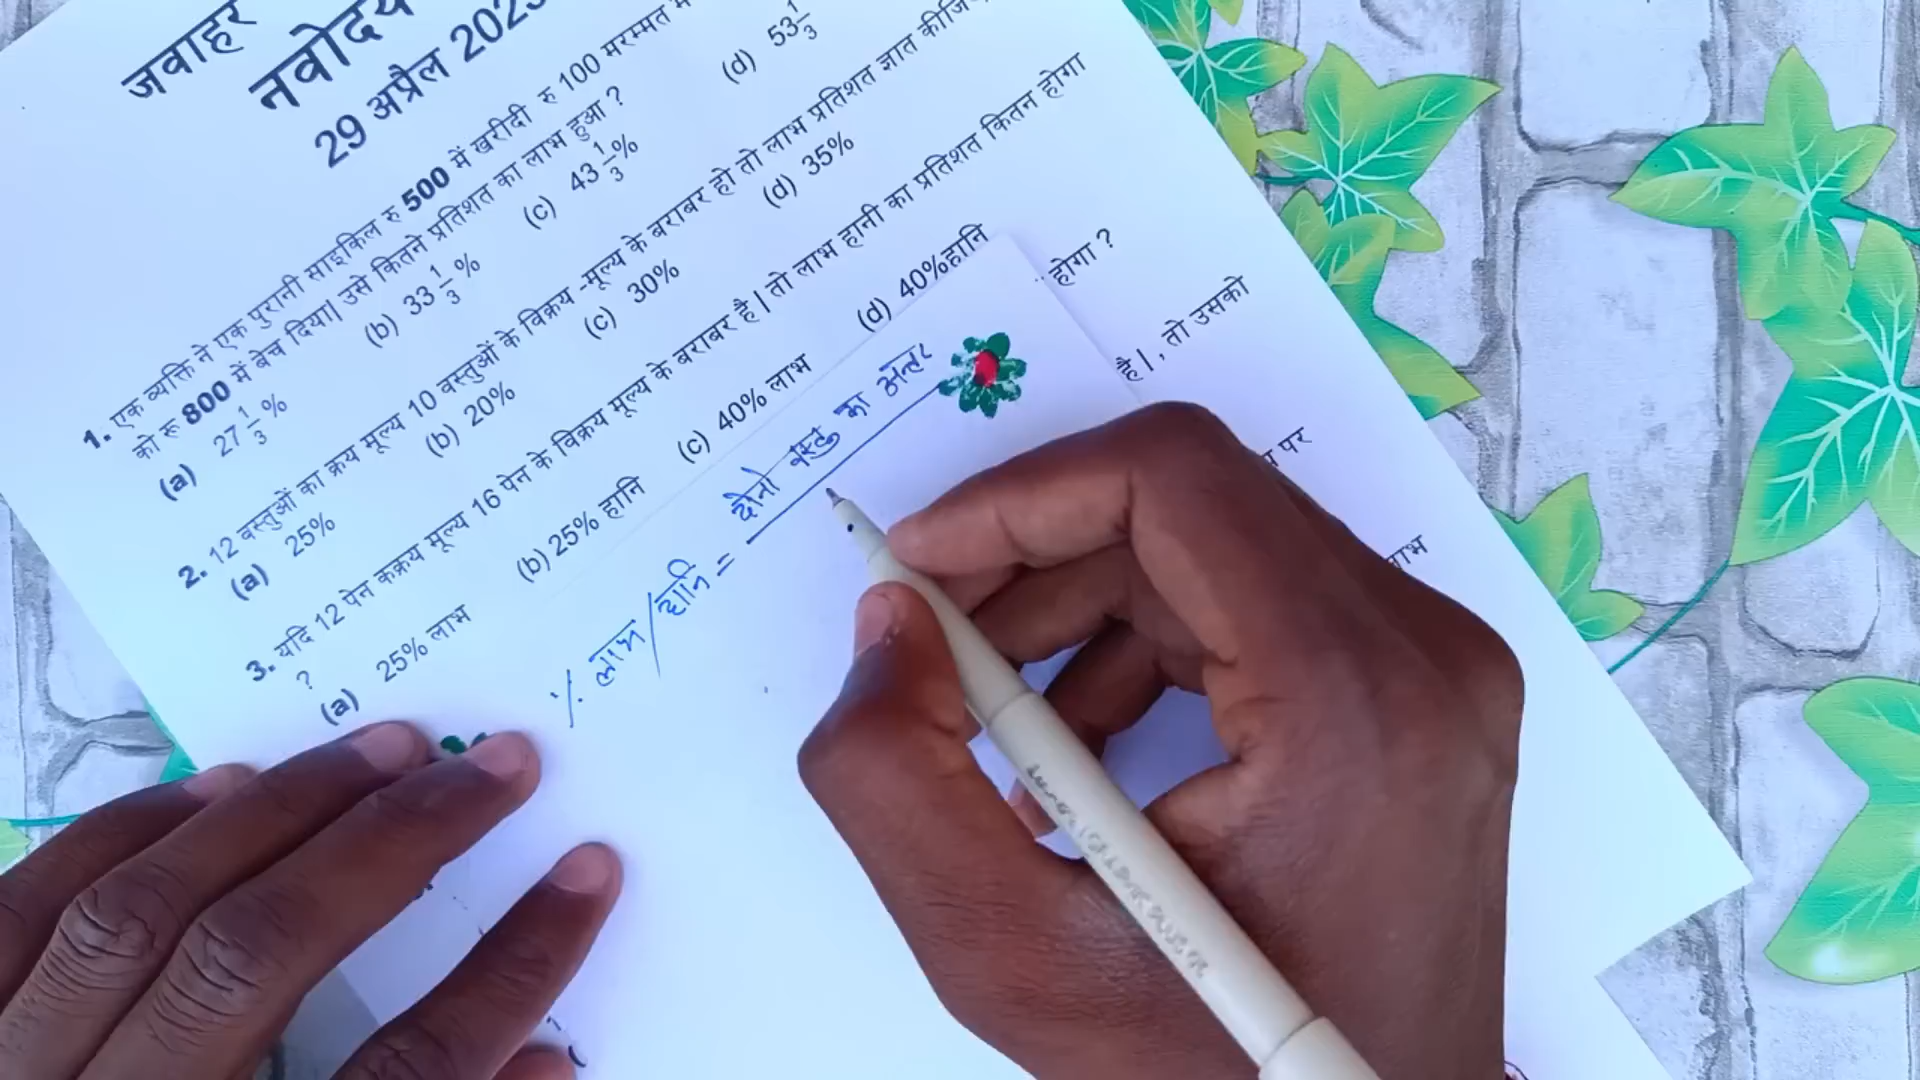 जवाहर
नवोदय
29 अप्रैल 2023
1. एक व्यक्ति ने एक पुरानी साइकिल रु 500 में खरीदी रु 100 मरम्मत
को रू 800 में बेच दिया| उसे कितने प्रतिशत का लाभ हुआ ?
(a) 27 1/3 % (b) 33 1/3 % (c) 43 1/3 % (d) 53 1/3
2. 12 वस्तुओं का क्रय मूल्य 10 वस्तुओं के विक्रय -मूल्य के बराबर हो तो लाभ प्रतिशत ज्ञात
(a) 25% (b) 20% (c) 30% (d) 35%
3. यदि 12 पेन कक्रय मूल्य 16 पेन के विक्रय मूल्य के बराबर है | तो लाभ हानी का प्रतिशत कितन होगा
?
(a) 25% लाभ (b) 25% हानि (c) 40% लाभ (d) 40%हानि
होगा ?
है | , तो उसको
पर
% लाभ/हानि = दोनो वस्तु का अन्तर